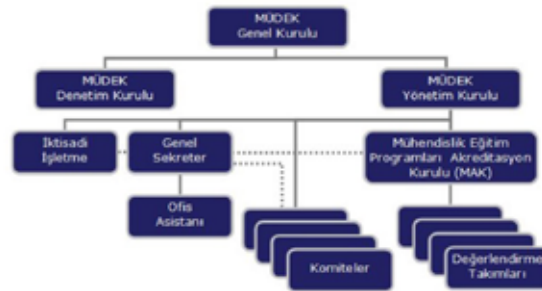 MÜDEK
Genel Kurulu
MÜDEK
Denetim Kurulu
MÜDEK
Yönetim Kurulu
İktisadi
İşletme
Genel
Sekreter
Mühendislik Eğitim
Programları Akreditasyon
Kurulu (MAK)
Ofis
Asistanı
Komiteler
Değerlendirme
Takımları